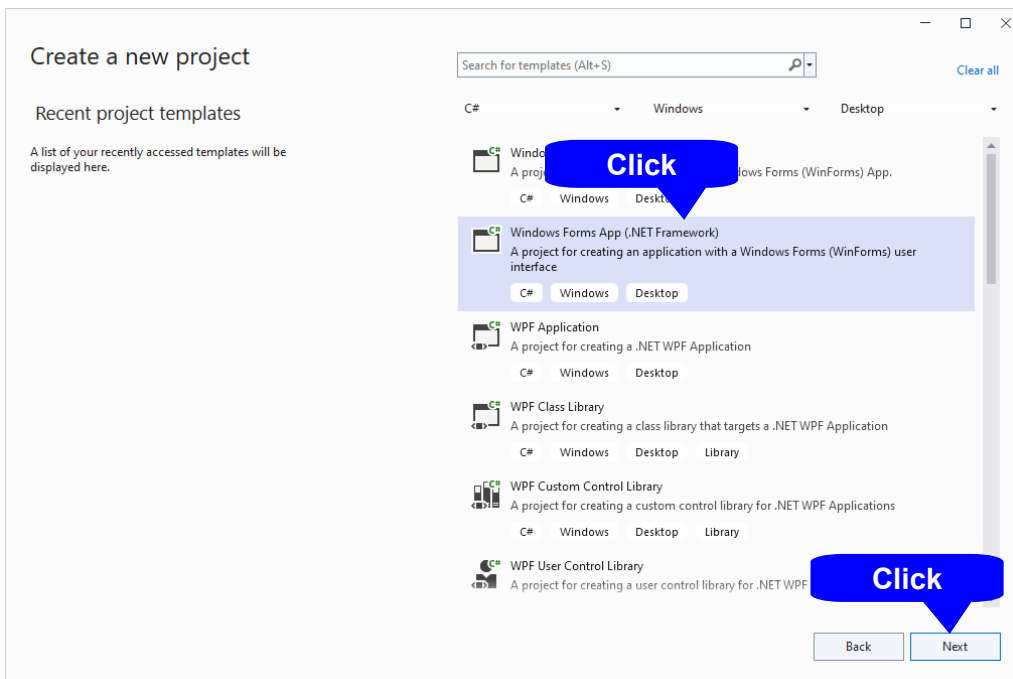 Create a new project
Search for templates (Alt+S)
Clear all
Recent project templates
A list of your recently accessed templates will be
displayed here.
C#
Windows
Desktop
Click
Windo
A proj
dows Forms (WinForms) App.
C# Windows Deskt
Windows Forms App (.NET Framework)
A project for creating an application with a Windows Forms (WinForms) user
interface
C# Windows Desktop
WPF Application
A project for creating a .NET WPF Application
C# Windows Desktop
WPF Class Library
A project for creating a class library that targets a .NET WPF Application
C# Windows Desktop Library
WPF Custom Control Library
A project for creating a custom control library for .NET WPF Applications
C# Windows Desktop Library
WPF User Control Library
A project for creating a user control library for .NET WPF
Click
Back
Next